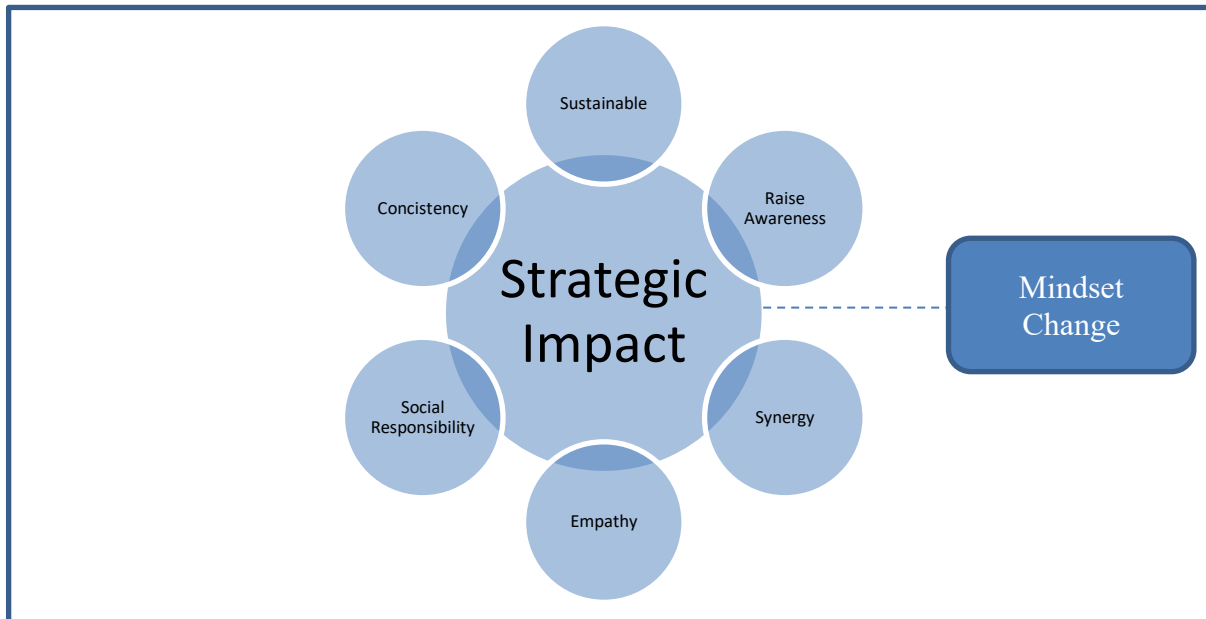 Sustainable
Raise
Awareness
Synergy
Empathy
Social
Responsibility
Concistency
Strategic
Impact
Mindset
Change